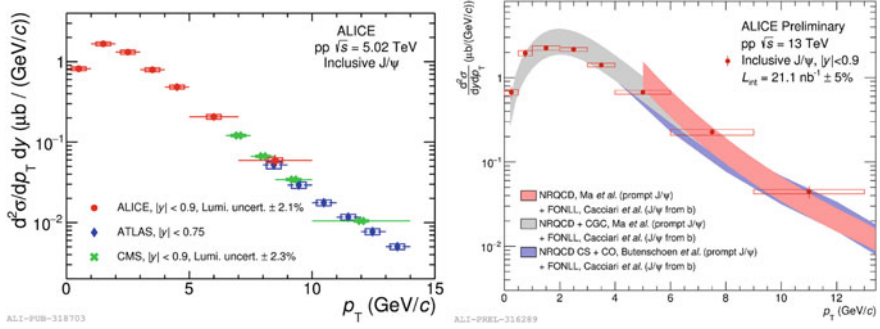 ALICE
pp √s = 5.02 TeV
Inclusive J/ψ
d²σ/dp_T dy (μb / (GeV/c))
1
10⁻¹
10⁻²
ALICE, |y| < 0.9, Lumi. uncert. ± 2.1%
ATLAS, |y| < 0.75
CMS, |y| < 0.9, Lumi. uncert. ± 2.3%
0 5 10 15
p_T (GeV/c)
ALI-PUB-318703
ALICE Preliminary
pp √s = 13 TeV
Inclusive J/ψ, |y|<0.9
L_int = 21.1 nb⁻¹ ± 5%
d²σ/dydp_T (μb/(GeV/c))
10
1
10⁻¹
10⁻²
NRQCD, Ma et al. (prompt J/ψ)
+ FONLL, Cacciari et al. (J/ψ from b)
NRQCD + CGC, Ma et al. (prompt J/ψ)
+ FONLL, Cacciari et al. (J/ψ from b)
NRQCD CS + CO, Butenschoen et al. (prompt J/ψ)
+ FONLL, Cacciari et al. (J/ψ from b)
0 2 4 6 8 10 12
p_T (GeV/c)
ALI-PREL-316289